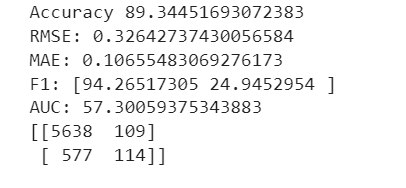 Accuracy 89.34451693072383
RMSE: 0.32642737430056584
MAE: 0.10655483069276173
F1: [94.26517305 24.9452954 ]
AUC: 57.30059375343883
[[5638  109]
 [ 577  114]]